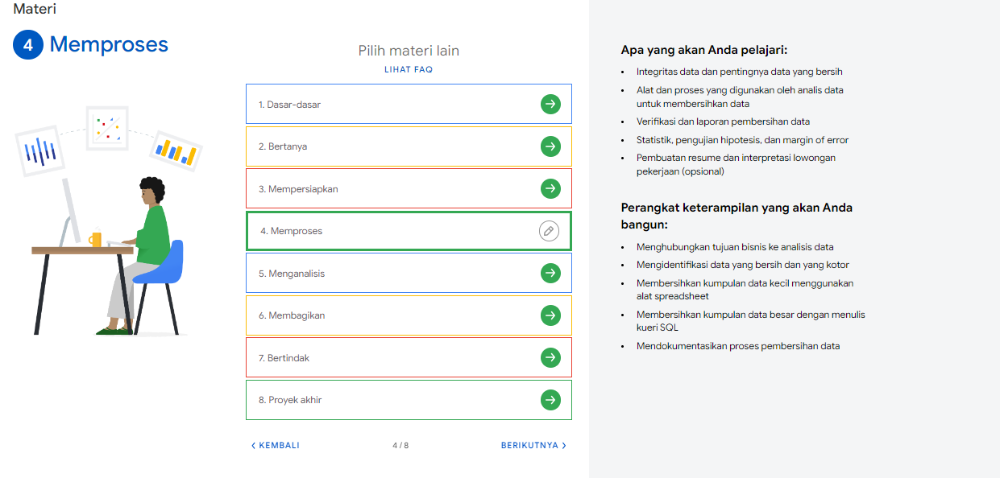 Materi
4 Memproses
Pilih materi lain
LIHAT FAQ
1. Dasar-dasar
2. Bertanya
3. Mempersiapkan
4. Memproses
5. Menganalisis
6. Membagikan
7. Bertindak
8. Proyek akhir
KEMBALI
4 / 8
BERIKUTNYA
Apa yang akan Anda pelajari:
• Integritas data dan pentingnya data yang bersih
• Alat dan proses yang digunakan oleh analis data
untuk membersihkan data
• Verifikasi dan laporan pembersihan data
• Statistik, pengujian hipotesis, dan margin of error
• Pembuatan resume dan interpretasi lowongan
pekerjaan (opsional)
Perangkat keterampilan yang akan Anda
bangun:
• Menghubungkan tujuan bisnis ke analisis data
• Mengidentifikasi data yang bersih dan yang kotor
• Membersihkan kumpulan data kecil menggunakan
alat spreadsheet
• Membersihkan kumpulan data besar dengan menulis
kueri SQL
• Mendokumentasikan proses pembersihan data